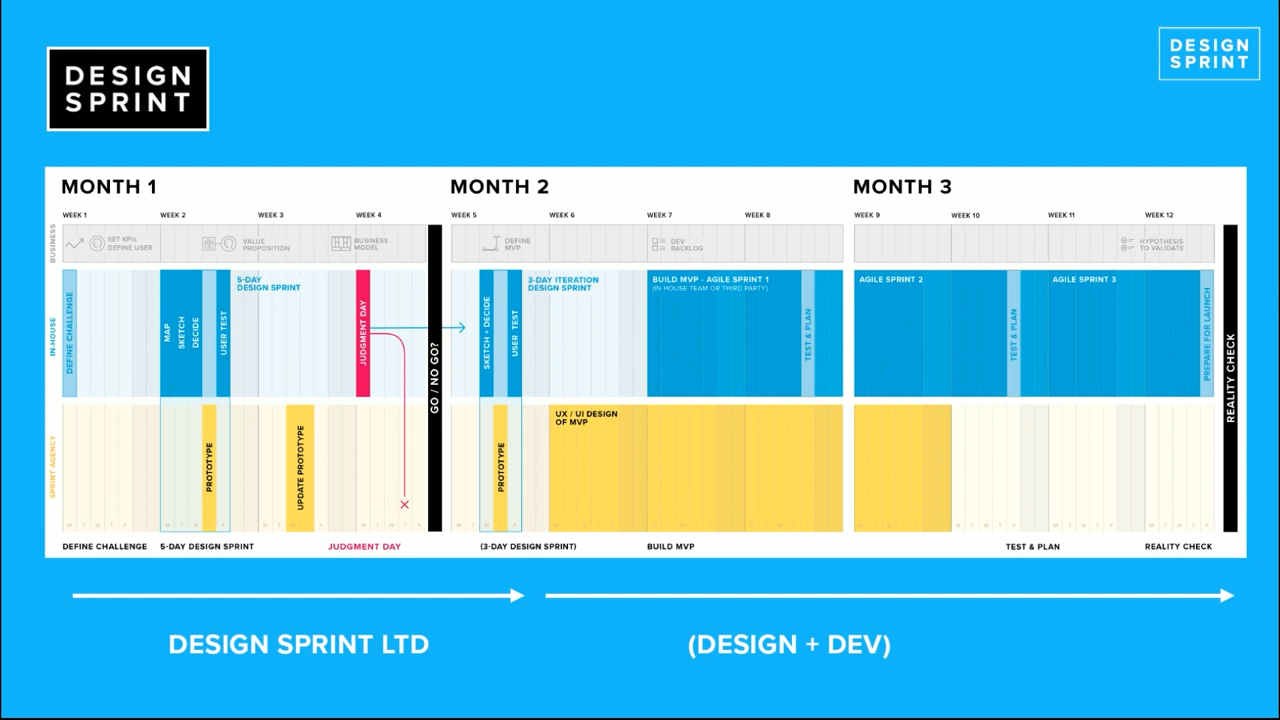 DESIGN
SPRINT
DESIGN
SPRINT
MONTH 1
MONTH 2
MONTH 3
WEEK 1
WEEK 2
WEEK 3
WEEK 4
WEEK 5
WEEK 6
WEEK 7
WEEK 8
WEEK 9
WEEK 10
WEEK 11
WEEK 12
BUSINESS
SET KPIs
DEFINE USER
VALUE
PROPOSITION
BUSINESS
MODEL
DEFINE
MVP
DEV
BACKLOG
HYPOTHESIS
TO VALIDATE
IN-HOUSE
DEFINE CHALLENGE
MAP
SKETCH
DECIDE
USER TEST
5-DAY
DESIGN SPRINT
JUDGMENT DAY
GO / NO GO?
SKETCH + DECIDE
USER TEST
3-DAY ITERATION
DESIGN SPRINT
BUILD MVP - AGILE SPRINT 1
(IN HOUSE TEAM OR THIRD PARTY)
TEST & PLAN
AGILE SPRINT 2
TEST & PLAN
AGILE SPRINT 3
PREPARE FOR LAUNCH
REALITY CHECK
SPRINT AGENCY
PROTOTYPE
UPDATE PROTOTYPE
PROTOTYPE
UX / UI DESIGN
OF MVP
DEFINE CHALLENGE
5-DAY DESIGN SPRINT
JUDGMENT DAY
(3-DAY DESIGN SPRINT)
BUILD MVP
TEST & PLAN
REALITY CHECK
DESIGN SPRINT LTD
(DESIGN + DEV)